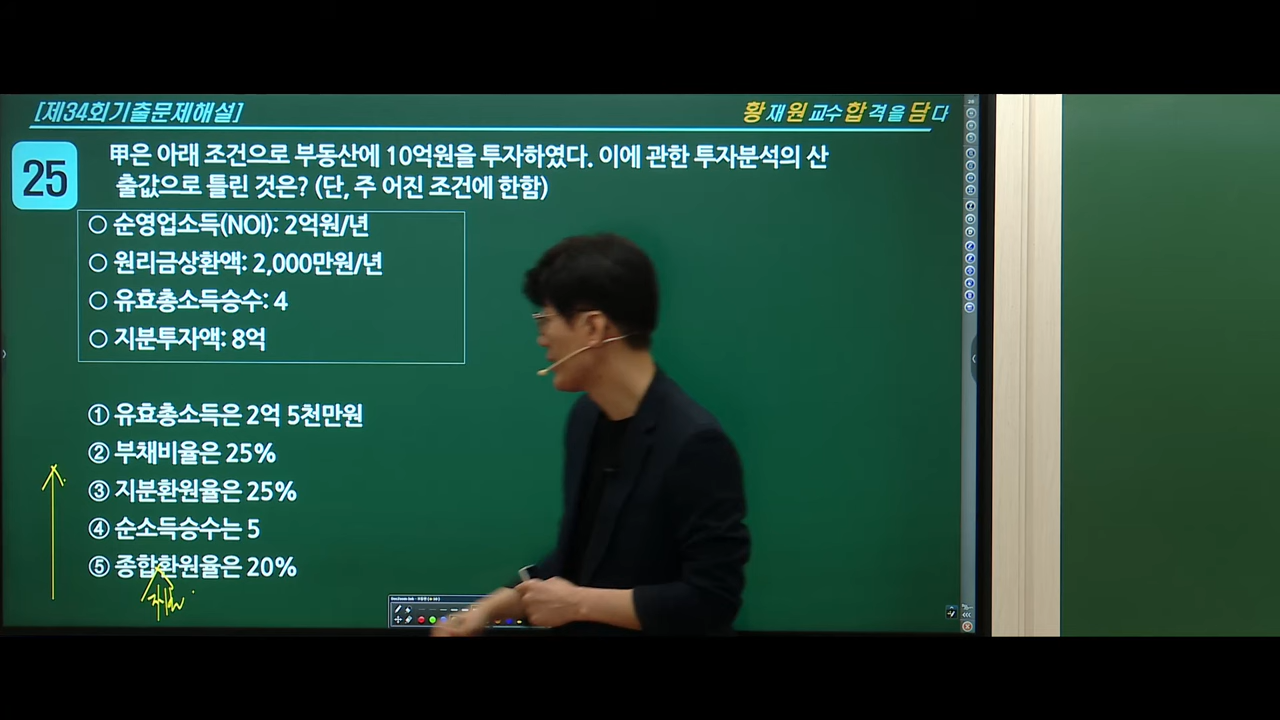 [제34회기출문제해설]
황재원 교수 합격을 담다
25
甲은 아래 조건으로 부동산에 10억원을 투자하였다. 이에 관한 투자분석의 산
출값으로 틀린 것은? (단, 주 어진 조건에 한함)
○ 순영업소득(NOI): 2억원/년
○ 원리금상환액: 2,000만원/년
○ 유효총소득승수: 4
○ 지분투자액: 8억
① 유효총소득은 2억 5천만원
② 부채비율은 25%
③ 지분환원율은 25%
④ 순소득승수는 5
⑤ 종합환원율은 20%